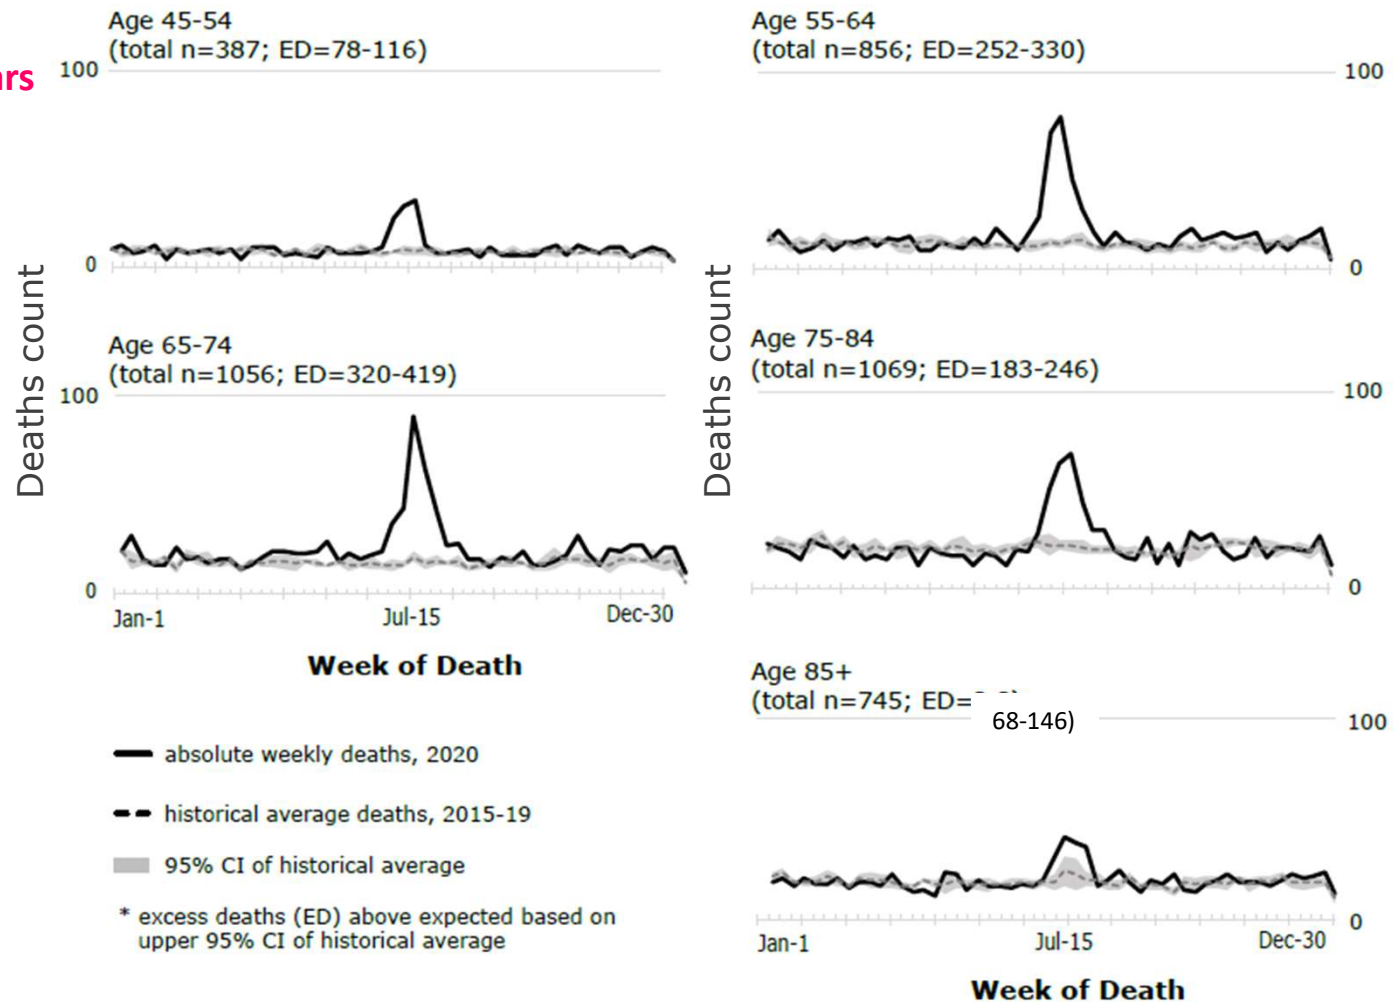 Age 45-54
(total n=387; ED=78-116)
100
0
Age 55-64
(total n=856; ED=252-330)
100
0
Deaths count
Deaths count
Age 65-74
(total n=1056; ED=320-419)
100
0
Jan-1 Jul-15 Dec-30
Week of Death
Age 75-84
(total n=1069; ED=183-246)
100
0
Age 85+
(total n=745; ED=
68-146)
100
0
Jan-1 Jul-15 Dec-30
Week of Death
absolute weekly deaths, 2020
historical average deaths, 2015-19
95% CI of historical average
* excess deaths (ED) above expected based on
upper 95% CI of historical average